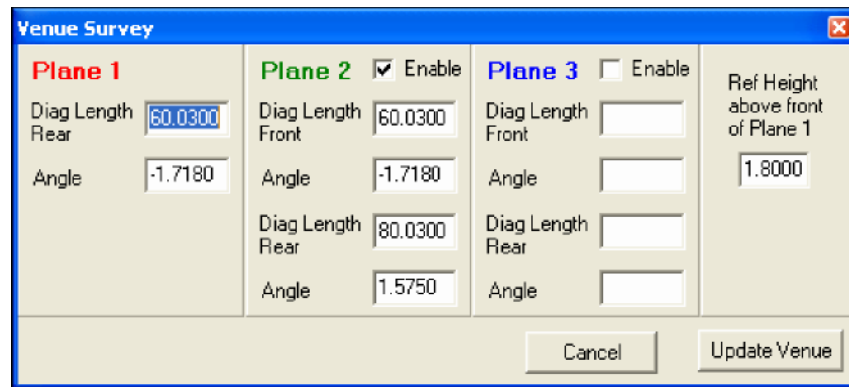 Venue Survey
Plane 1
Diag Length
Rear
60.0300
Angle
-1.7180
Plane 2
Enable
Diag Length
Front
60.0300
Angle
-1.7180
Diag Length
Rear
80.0300
Angle
1.5750
Plane 3
Enable
Diag Length
Front
Angle
Diag Length
Rear
Angle
Ref Height
above front
of Plane 1
1.8000
Cancel
Update Venue